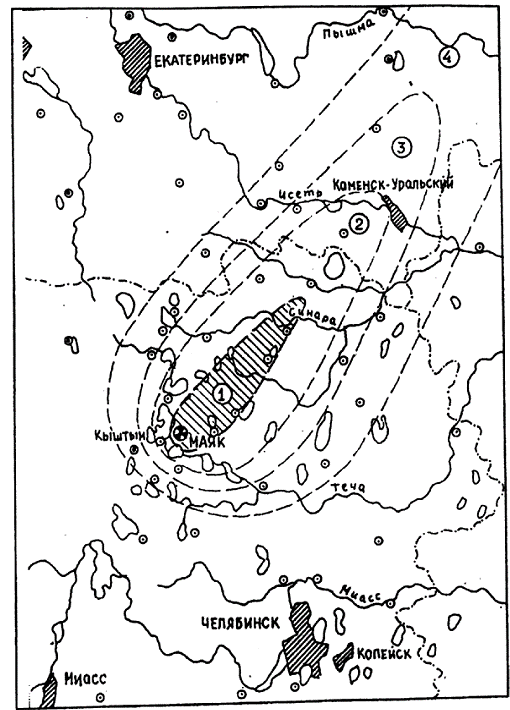 Пышма
4
ЕКАТЕРИНБУРГ
3
Исеть
Каменск-Уральский
2
Синара
1
Кыштым
МАЯК
Теча
Миасс
ЧЕЛЯБИНСК
КОПЕЙСК
Миасс